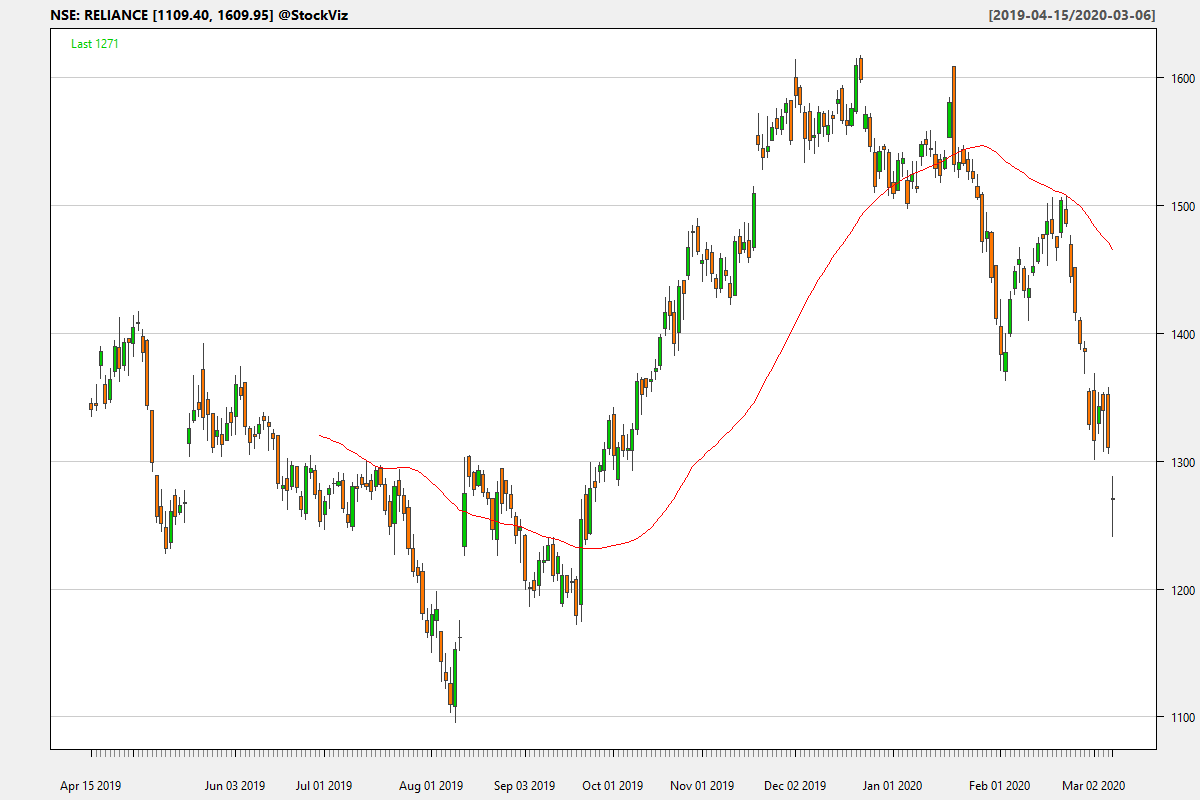 NSE: RELIANCE [1109.40, 1609.95] @StockViz
[2019-04-15/2020-03-06]
Last 1271
1600
1500
1400
1300
1200
1100
Apr 15 2019 Jun 03 2019 Jul 01 2019 Aug 01 2019 Sep 03 2019 Oct 01 2019 Nov 01 2019 Dec 02 2019 Jan 01 2020 Feb 01 2020 Mar 02 2020